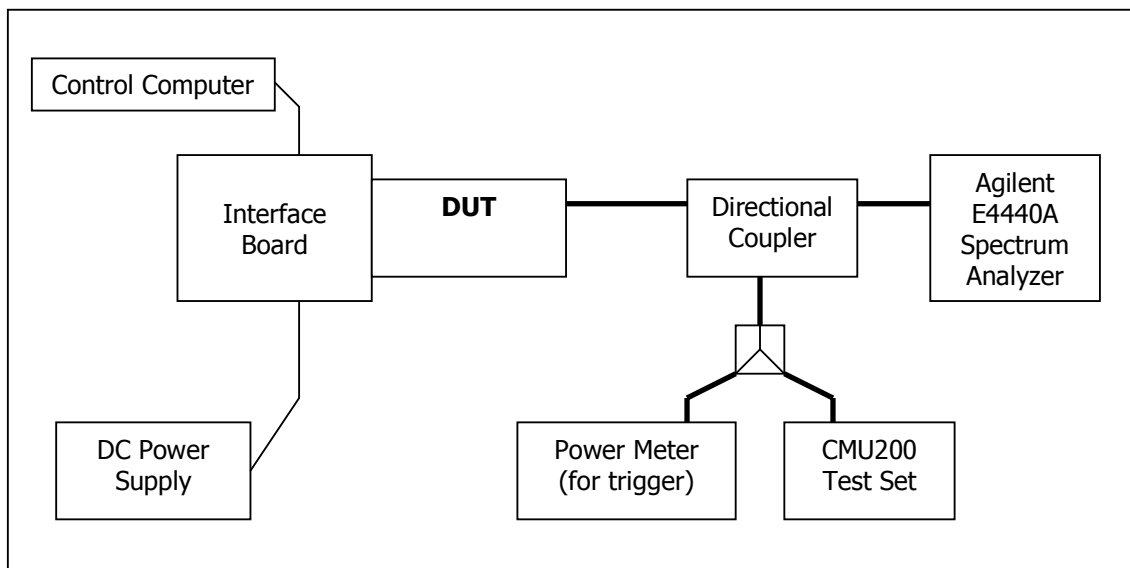 Control Computer
Interface
Board
DUT
Directional
Coupler
Agilent
E4440A
Spectrum
Analyzer
DC Power
Supply
Power Meter
(for trigger)
CMU200
Test Set